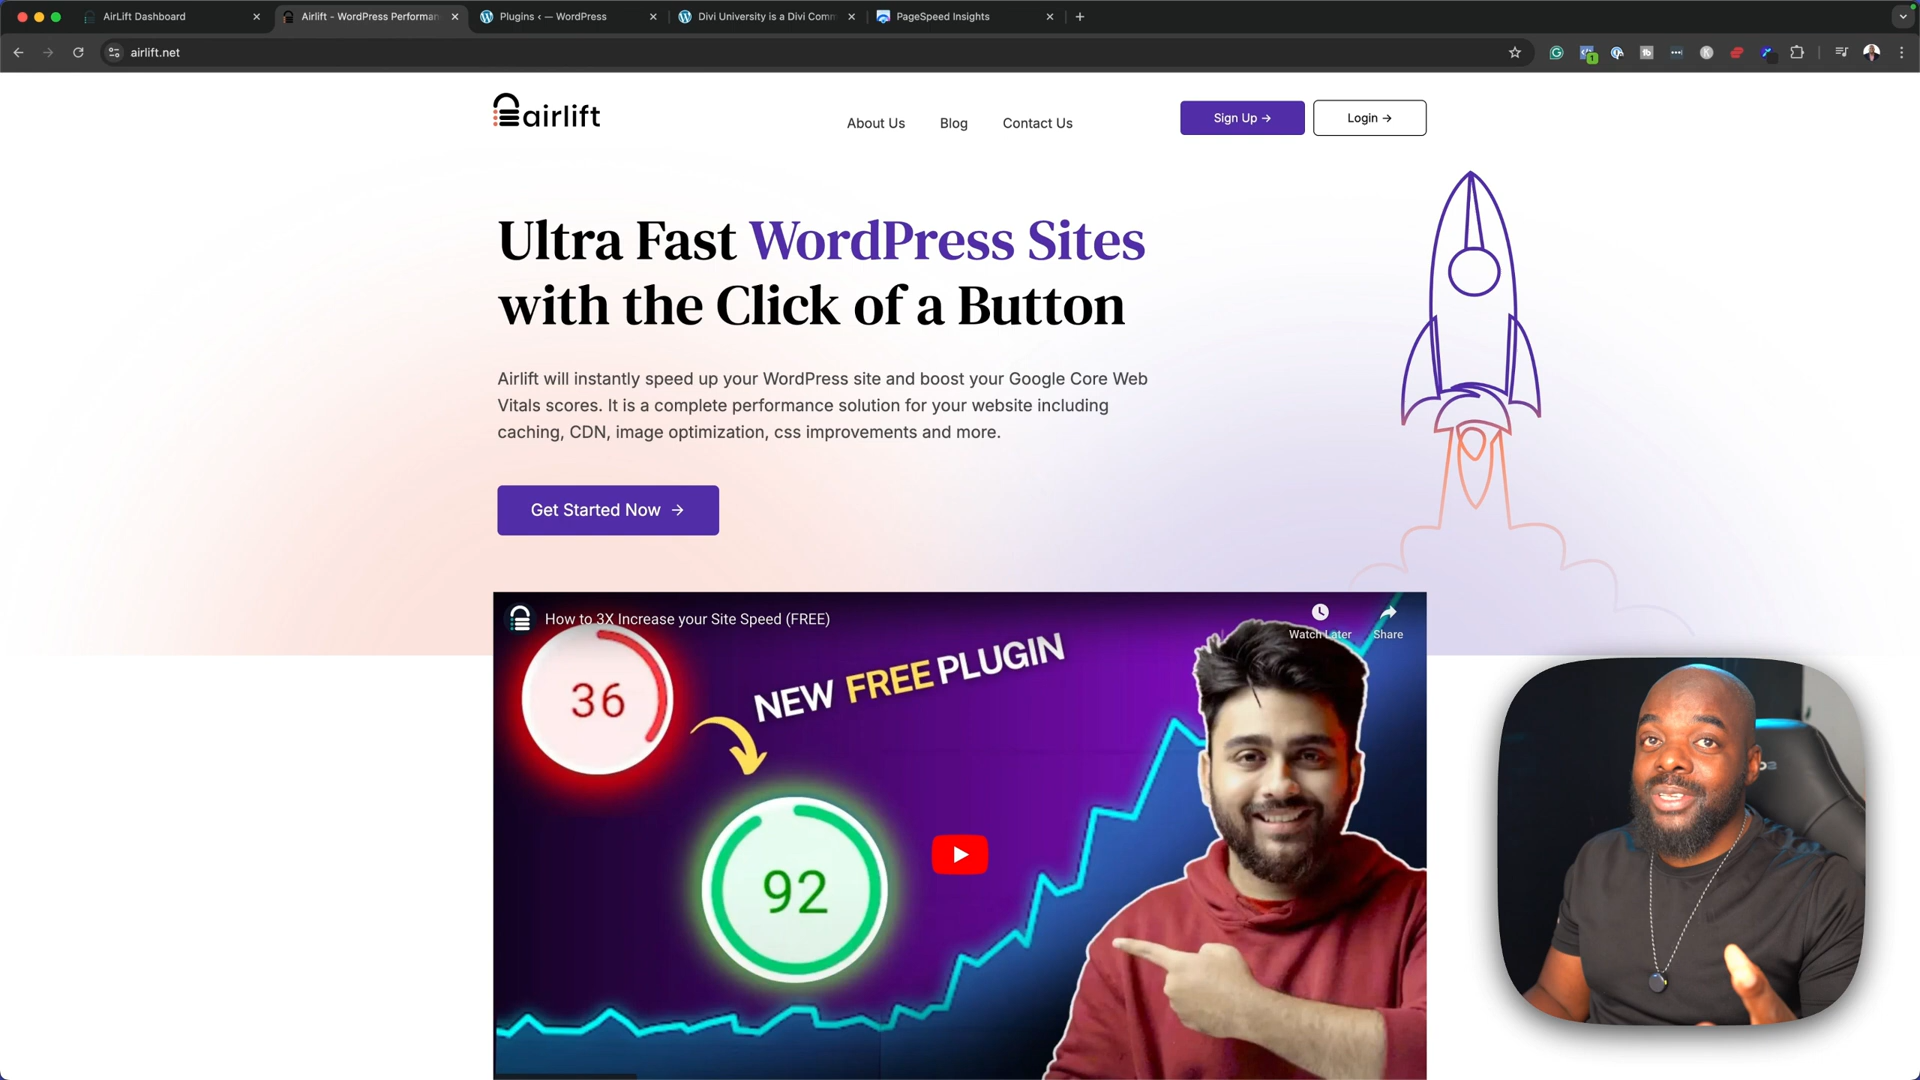 AirLift Dashboard
Airlift - WordPress Performan
Plugins ‹ — WordPress
Divi University is a Divi Comm
PageSpeed Insights
airlift.net
1
airlift
About Us
Blog
Contact Us
Sign Up →
Login →
Ultra Fast WordPress Sites
with the Click of a Button
Airlift will instantly speed up your WordPress site and boost your Google Core Web
Vitals scores. It is a complete performance solution for your website including
caching, CDN, image optimization, css improvements and more.
Get Started Now →
How to 3X Increase your Site Speed (FREE)
Watch Later
Share
36
NEW FREE PLUGIN
92